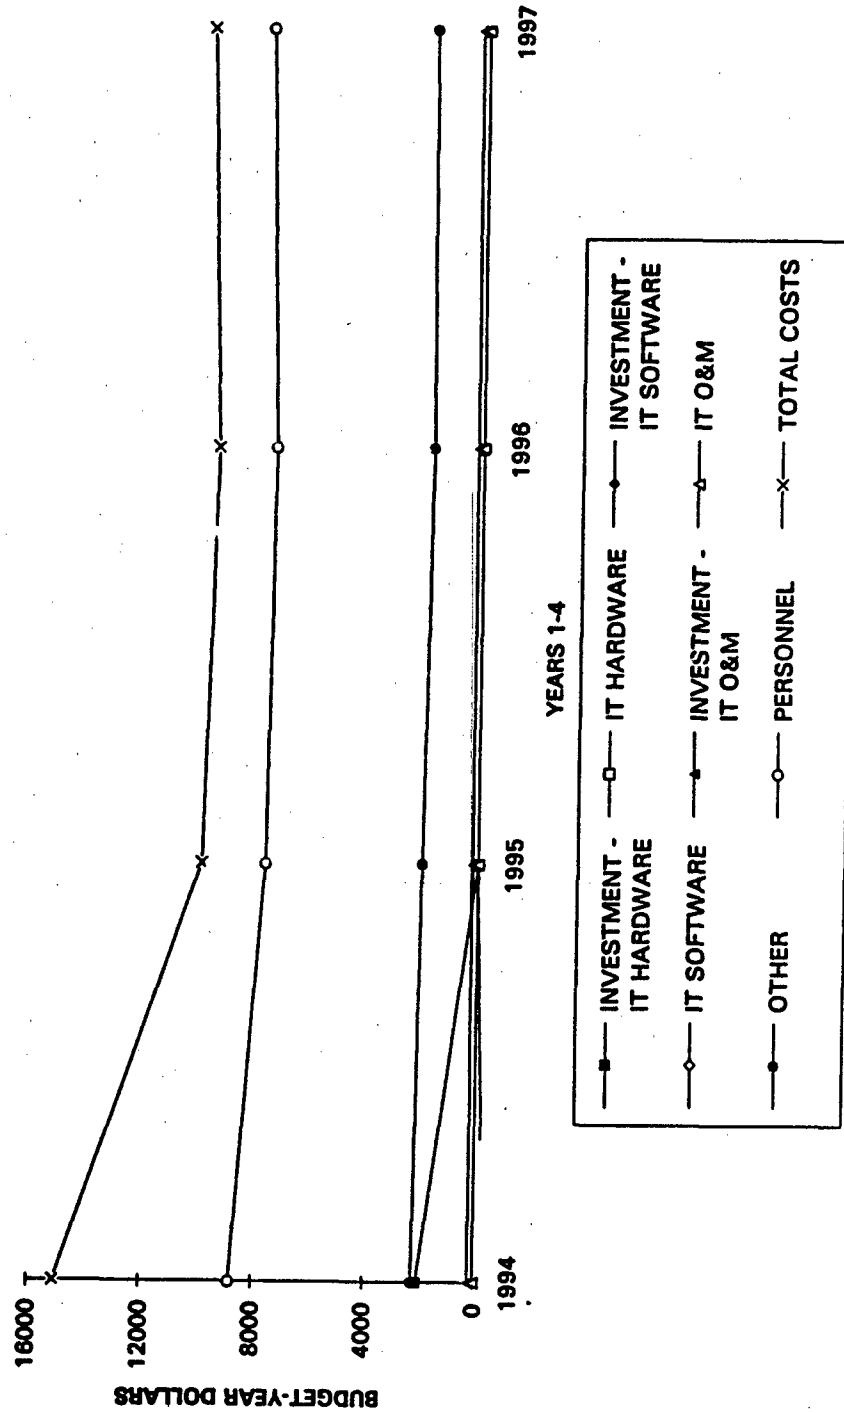 BUDGET-YEAR DOLLARS
16000
12000
8000
4000
0
1994
1995
1996
1997
YEARS 1-4
INVESTMENT -
IT HARDWARE
IT HARDWARE
INVESTMENT -
IT SOFTWARE
IT SOFTWARE
INVESTMENT -
IT O&M
IT O&M
OTHER
PERSONNEL
TOTAL COSTS